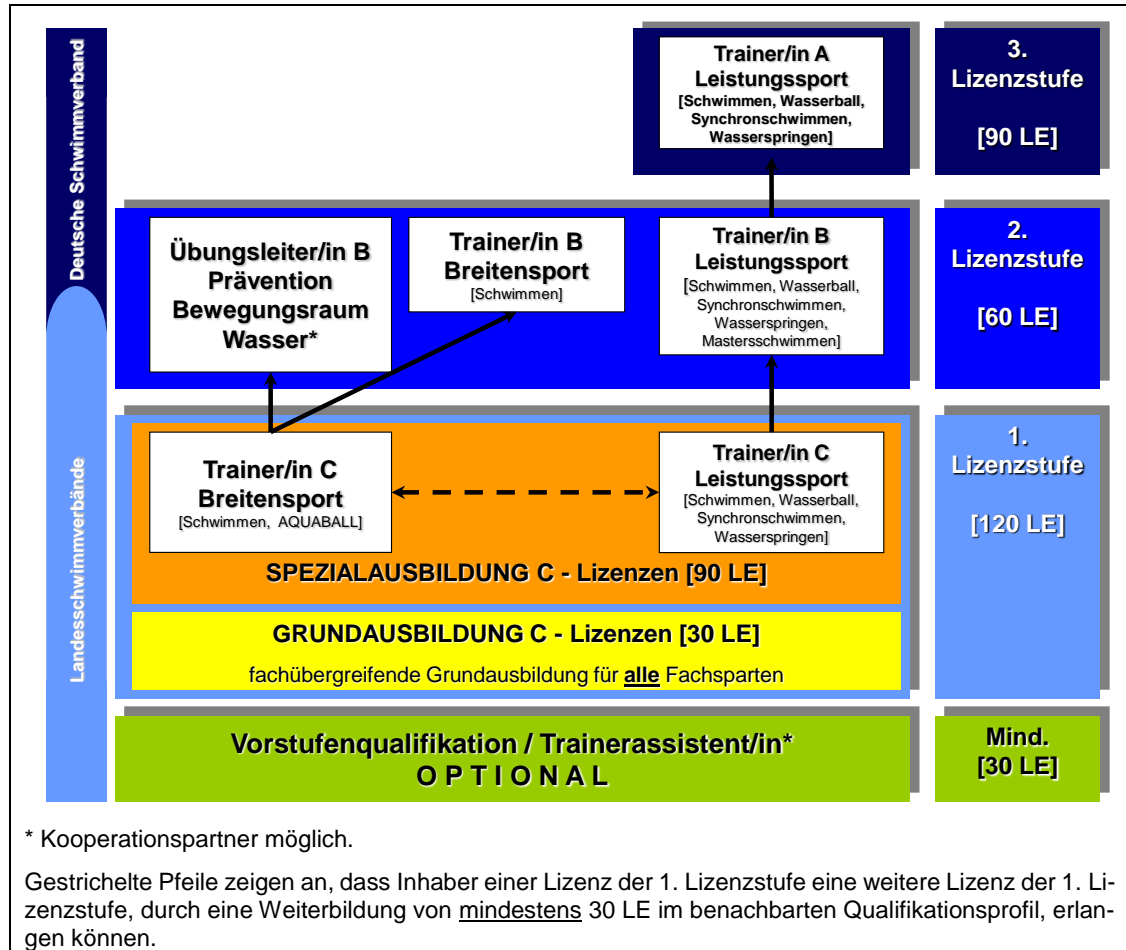 Deutsche Schwimmverband
Landesschwimmverbände
Trainer/in A
Leistungssport
[Schwimmen, Wasserball,
Synchronschwimmen,
Wasserspringen]
3.
Lizenzstufe
[90 LE]
Übungsleiter/in B
Prävention
Bewegungsraum
Wasser*
Trainer/in B
Breitensport
[Schwimmen]
Trainer/in B
Leistungssport
[Schwimmen, Wasserball,
Synchronschwimmen,
Wasserspringen,
Mastersschwimmen]
2.
Lizenzstufe
[60 LE]
Trainer/in C
Breitensport
[Schwimmen, AQUABALL]
Trainer/in C
Leistungssport
[Schwimmen, Wasserball,
Synchronschwimmen,
Wasserspringen]
SPEZIALAUSBILDUNG C - Lizenzen [90 LE]
GRUNDAUSBILDUNG C - Lizenzen [30 LE]
fachübergreifende Grundausbildung für alle Fachsparten
1.
Lizenzstufe
[120 LE]
Vorstufenqualifikation / Trainerassistent/in*
O P T I O N A L
Mind.
[30 LE]
* Kooperationspartner möglich.
Gestrichelte Pfeile zeigen an, dass Inhaber einer Lizenz der 1. Lizenzstufe eine weitere Lizenz der 1. Li-
zenzstufe, durch eine Weiterbildung von mindestens 30 LE im benachbarten Qualifikationsprofil, erlan-
gen können.